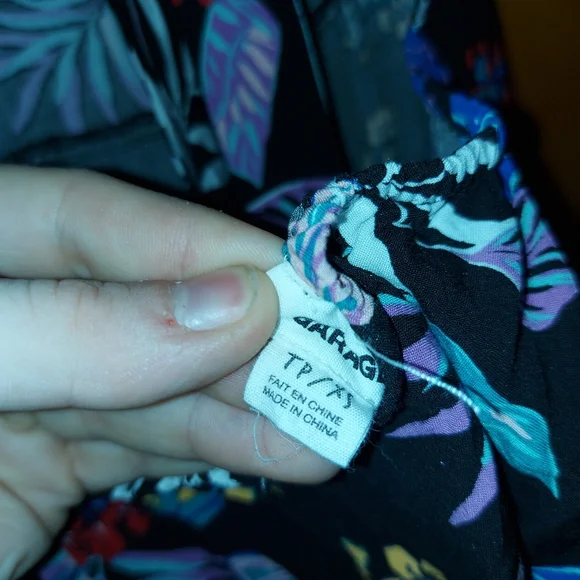 GARAGE
TP/XS
FAIT EN CHINE
MADE IN CHINA